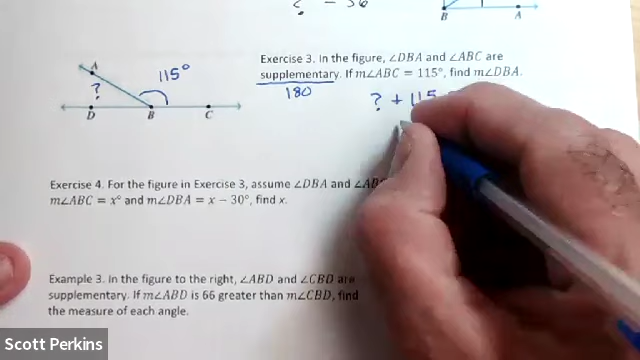 ? - 56
B A
Exercise 3. In the figure, ∠DBA and ∠ABC are
supplementary. If m∠ABC = 115°, find m∠DBA.
180
? + 115
A
115°
?
D B C
Exercise 4. For the figure in Exercise 3, assume ∠DBA and
m∠ABC = x° and m∠DBA = x − 30°, find x.
Example 3. In the figure to the right, ∠ABD and ∠CBD are
supplementary. If m∠ABD is 66 greater than m∠CBD, find
the measure of each angle.
Scott Perkins